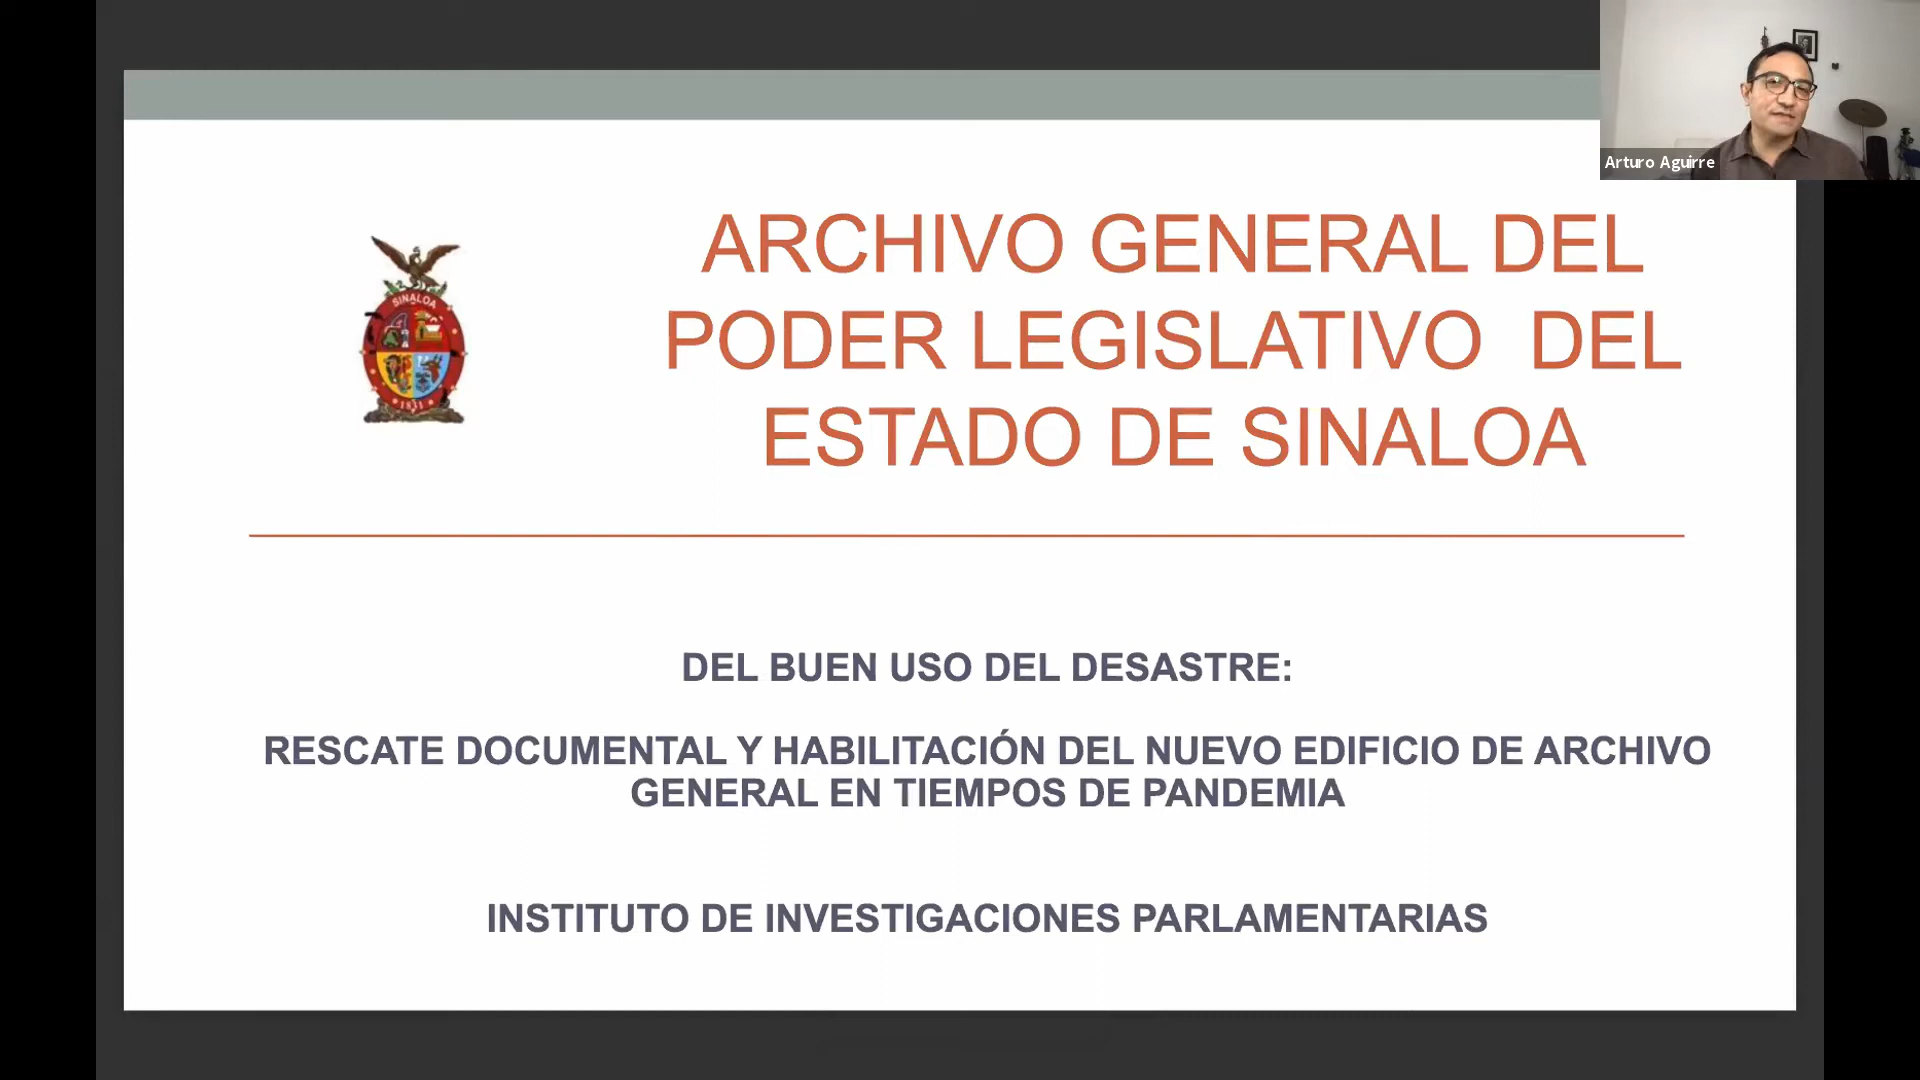 Arturo Aguirre
SINALOA
1831
ARCHIVO GENERAL DEL
PODER LEGISLATIVO DEL
ESTADO DE SINALOA
DEL BUEN USO DEL DESASTRE:
RESCATE DOCUMENTAL Y HABILITACIÓN DEL NUEVO EDIFICIO DE ARCHIVO
GENERAL EN TIEMPOS DE PANDEMIA
INSTITUTO DE INVESTIGACIONES PARLAMENTARIAS